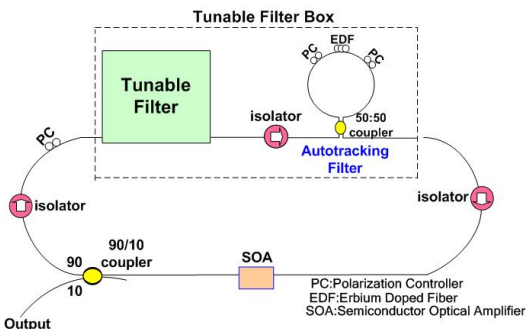 Tunable Filter Box
PC
EDF
PC
Tunable
Filter
isolator
50:50
coupler
Autotracking
Filter
PC
isolator
isolator
90/10
coupler
90
10
SOA
Output
PC:Polarization Controller
EDF:Erbium Doped Fiber
SOA:Semiconductor Optical Amplifier